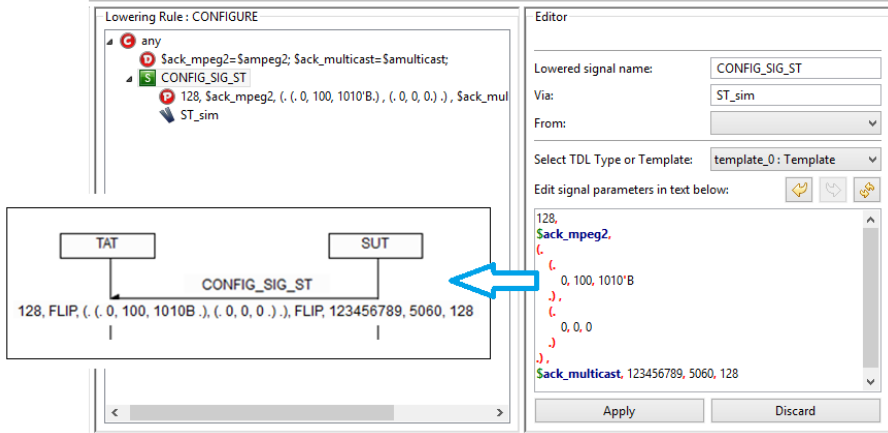 Lowering Rule : CONFIGURE
any
$ack_mpeg2=$ampeg2; $ack_multicast=$amulticast;
CONFIG_SIG_ST
128, $ack_mpeg2, (. (. 0, 100, 1010'B.) , (. 0, 0, 0.) .) , $ack_mul
ST_sim
TAT
SUT
CONFIG_SIG_ST
128, FLIP, (. (. 0, 100, 1010B .), (. 0, 0, 0 .) .), FLIP, 123456789, 5060, 128
Editor
Lowered signal name: CONFIG_SIG_ST
Via: ST_sim
From:
Select TDL Type or Template: template_0 : Template
Edit signal parameters in text below:
128,
$ack_mpeg2,
(.
(.
0, 100, 1010'B
.) ,
(.
0, 0, 0
.)
.) ,
$ack_multicast, 123456789, 5060, 128
Apply
Discard